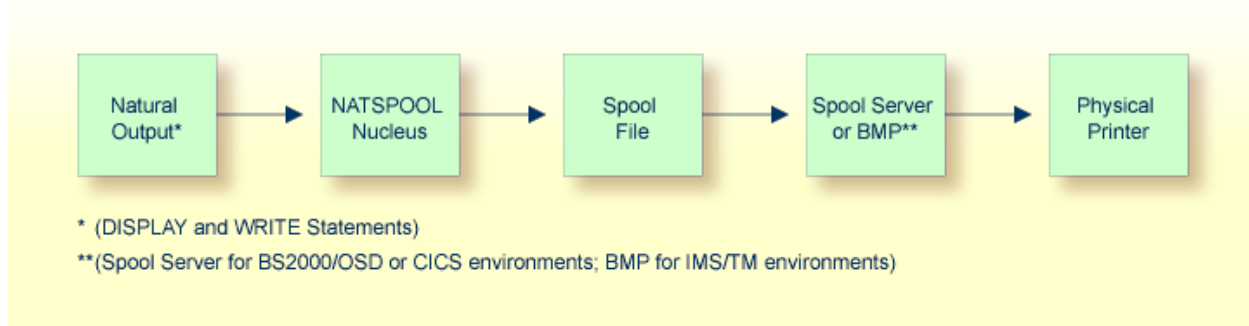 Natural
Output*
NATSPOOL
Nucleus
Spool
File
Spool Server
or BMP**
Physical
Printer
* (DISPLAY and WRITE Statements)
**(Spool Server for BS2000/OSD or CICS environments; BMP for IMS/TM environments)